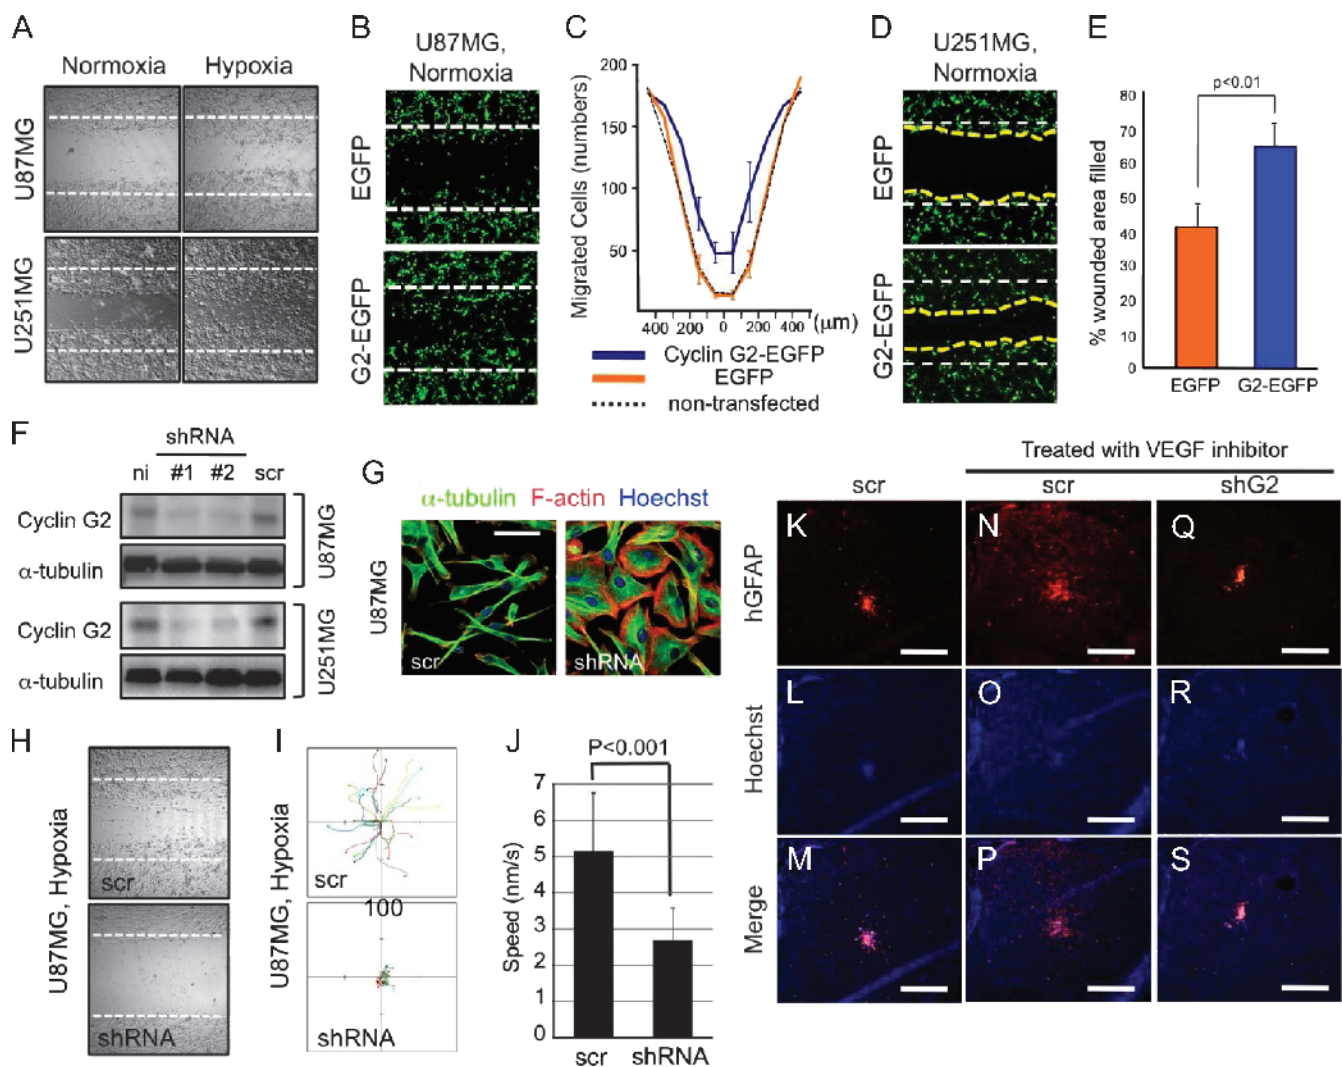 A
Normoxia
Hypoxia
U87MG
U251MG
B
U87MG,
Normoxia
EGFP
G2-EGFP
C
Migrated Cells (numbers)
200
150
100
50
400 200 0 200 400 (μm)
Cyclin G2-EGFP
EGFP
non-transfected
D
U251MG,
Normoxia
EGFP
G2-EGFP
E
p<0.01
% wounded area filled
80
70
60
50
40
30
20
10
0
EGFP G2-EGFP
F
shRNA
ni #1 #2 scr
Cyclin G2
α-tubulin
U87MG
Cyclin G2
α-tubulin
U251MG
G
α-tubulin F-actin Hoechst
U87MG
scr
shRNA
H
U87MG, Hypoxia
scr
shRNA
I
U87MG, Hypoxia
scr
100
shRNA
J
P<0.001
Speed (nm/s)
7
6
5
4
3
2
1
0
scr shRNA
Treated with VEGF inhibitor
scr scr shG2
hGFAP
K N Q
Hoechst
L O R
Merge
M P S